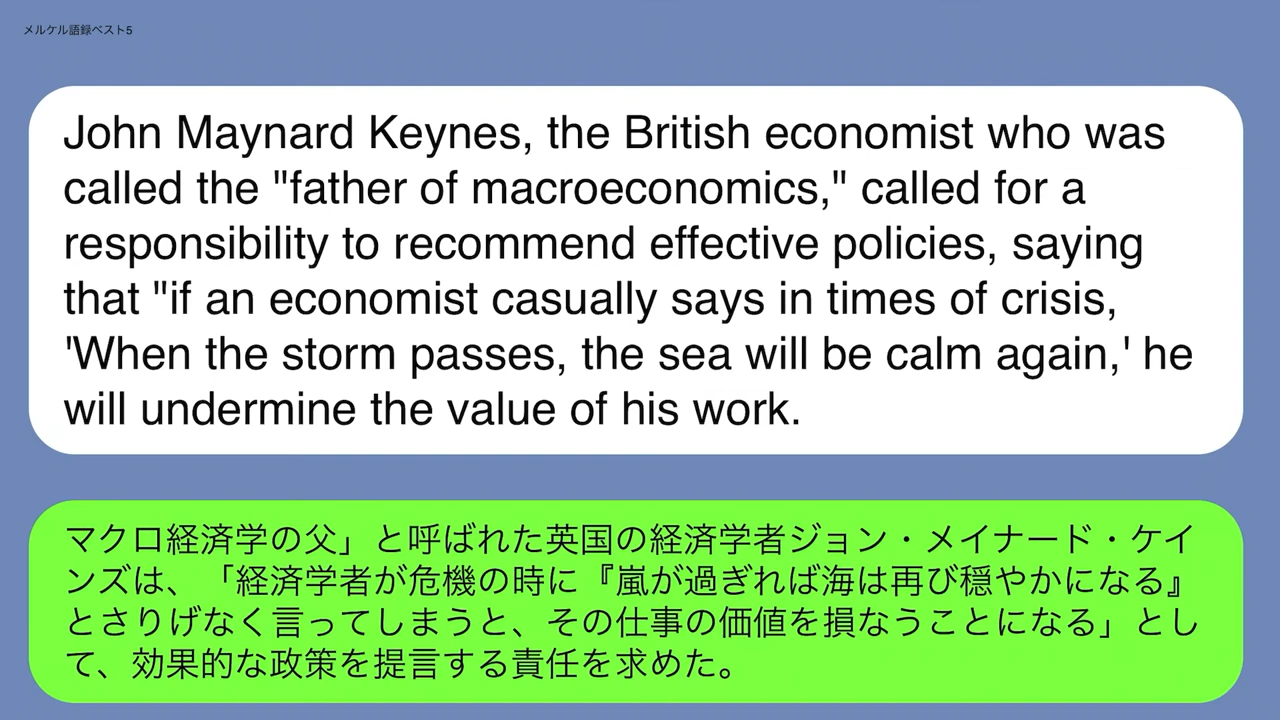 メルケル語録ベスト5
John Maynard Keynes, the British economist who was
called the "father of macroeconomics," called for a
responsibility to recommend effective policies, saying
that "if an economist casually says in times of crisis,
'When the storm passes, the sea will be calm again,' he
will undermine the value of his work.
マクロ経済学の父」と呼ばれた英国の経済学者ジョン・メイナード・ケイ
ンズは、「経済学者が危機の時に『嵐が過ぎれば海は再び穏やかになる』
とさりげなく言ってしまうと、その仕事の価値を損なうことになる」とし
て、効果的な政策を提言する責任を求めた。